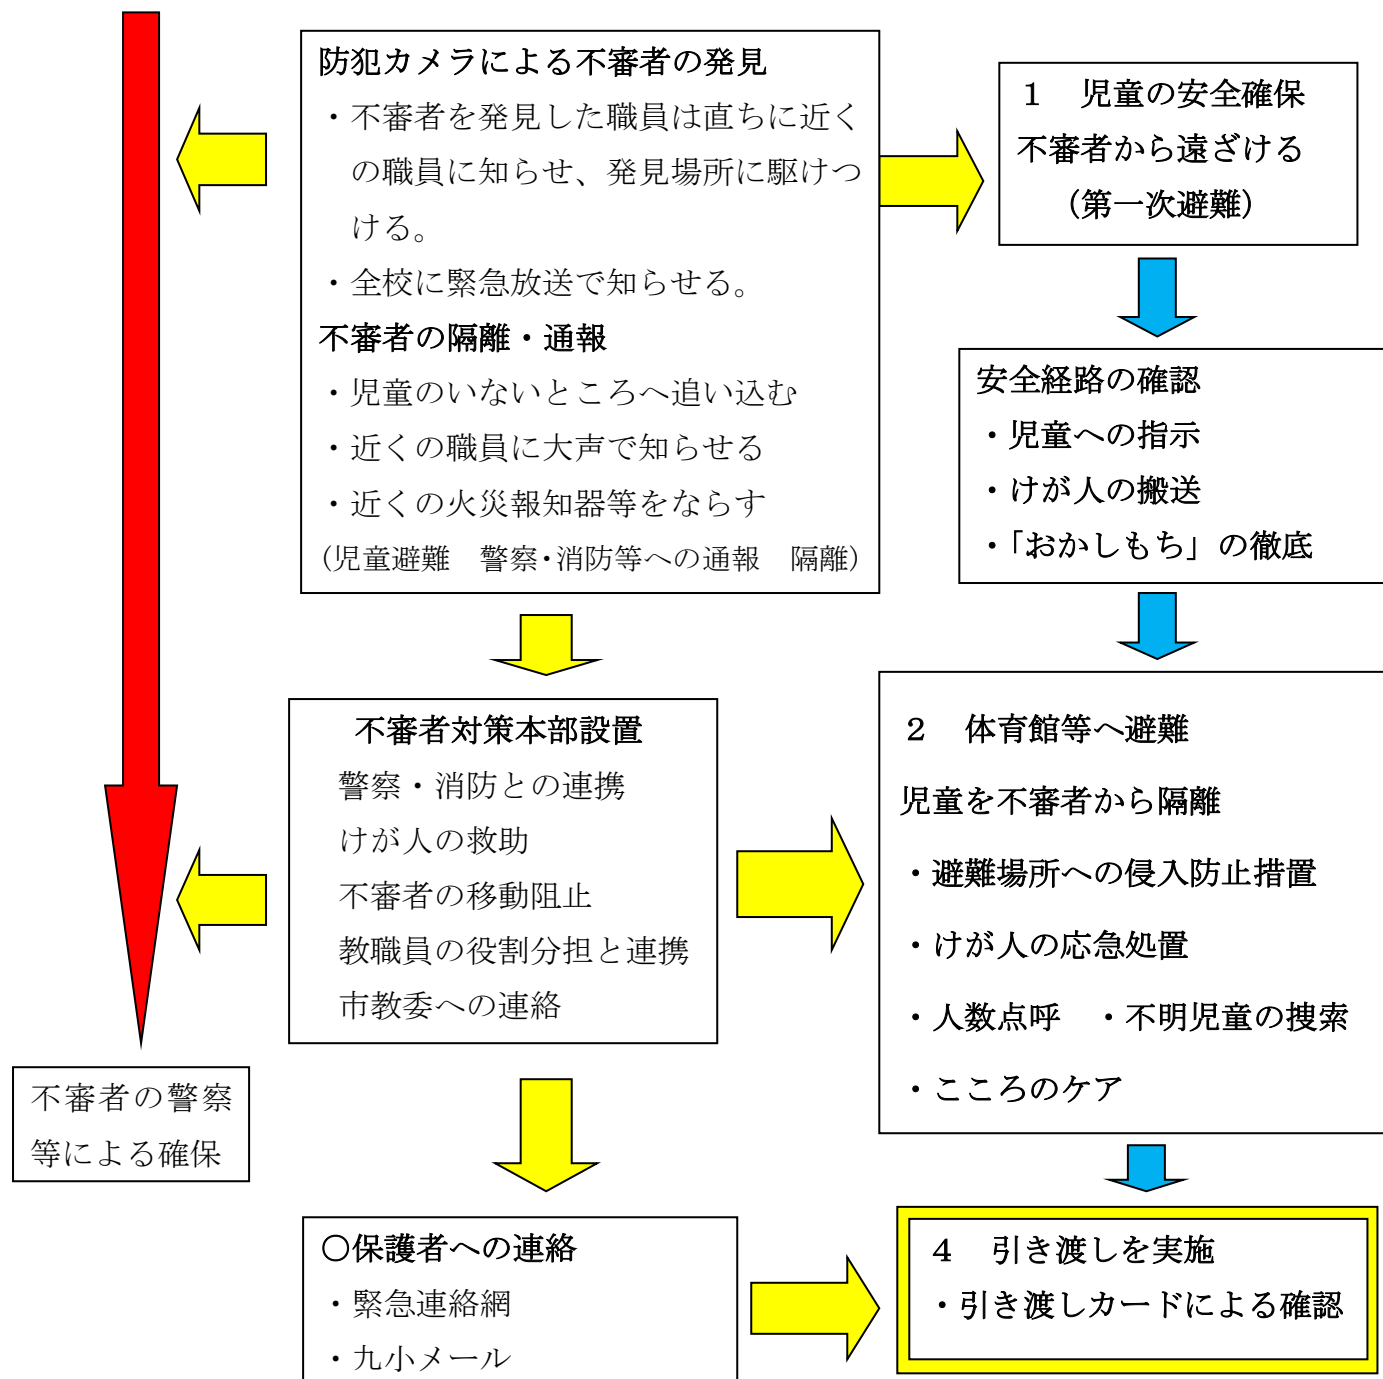 防犯カメラによる不審者の発見
・不審者を発見した職員は直ちに近く
の職員に知らせ、発見場所に駆けつ
ける。
・全校に緊急放送で知らせる。
不審者の隔離・通報
・児童のいないところへ追い込む
・近くの職員に大声で知らせる
・近くの火災報知器等をならす
(児童避難　警察・消防等への通報　隔離)
１　児童の安全確保
不審者から遠ざける
（第一次避難）
安全経路の確認
・児童への指示
・けが人の搬送
・「おかしもち」の徹底
不審者対策本部設置
警察・消防との連携
けが人の救助
不審者の移動阻止
教職員の役割分担と連携
市教委への連絡
２　体育館等へ避難
児童を不審者から隔離
・避難場所への侵入防止措置
・けが人の応急処置
・人数点呼　・不明児童の捜索
・こころのケア
不審者の警察
等による確保
〇保護者への連絡
・緊急連絡網
・九小メール
４　引き渡しを実施
・引き渡しカードによる確認